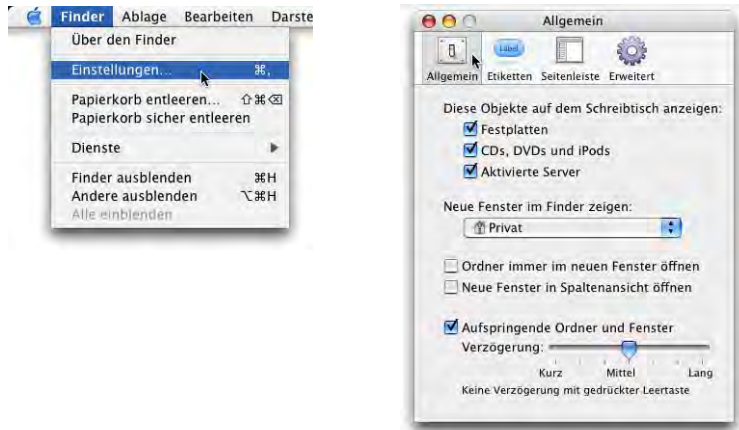 Finder Ablage Bearbeiten Darste
Über den Finder
Einstellungen... ⌘,
Papierkorb entleeren... ⇧⌘⌫
Papierkorb sicher entleeren
Dienste
Finder ausblenden ⌘H
Andere ausblenden ⌥⌘H
Alle einblenden
Allgemein
Label
Allgemein Etiketten Seitenleiste Erweitert
Diese Objekte auf dem Schreibtisch anzeigen:
Festplatten
CDs, DVDs und iPods
Aktivierte Server
Neue Fenster im Finder zeigen:
Privat
Ordner immer im neuen Fenster öffnen
Neue Fenster in Spaltenansicht öffnen
Aufspringende Ordner und Fenster
Verzögerung:
Kurz Mittel Lang
Keine Verzögerung mit gedrückter Leertaste